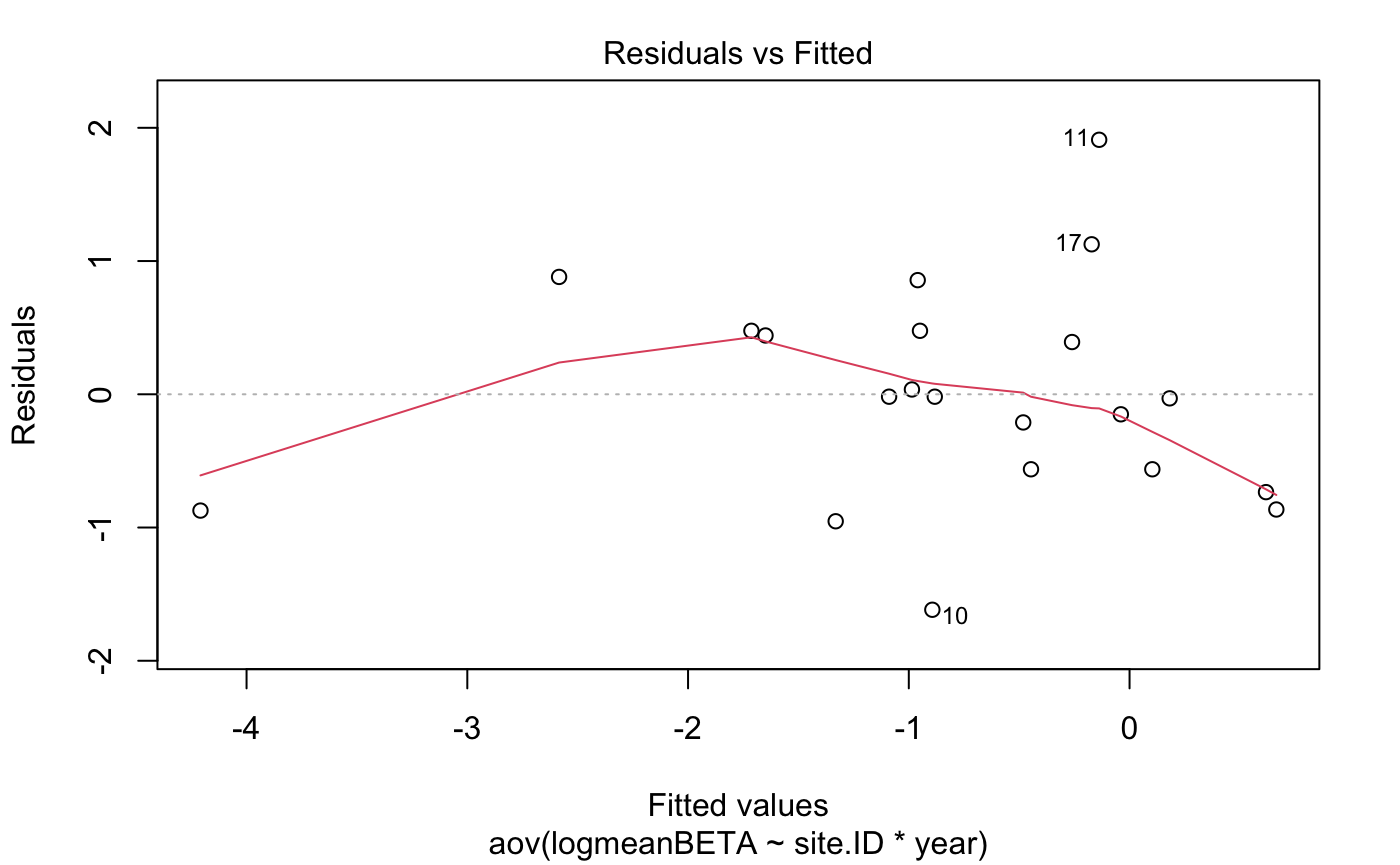 Residuals vs Fitted
Residuals
2
1
0
-1
-2
11
17
10
-4 -3 -2 -1 0
Fitted values
aov(logmeanBETA ~ site.ID * year)